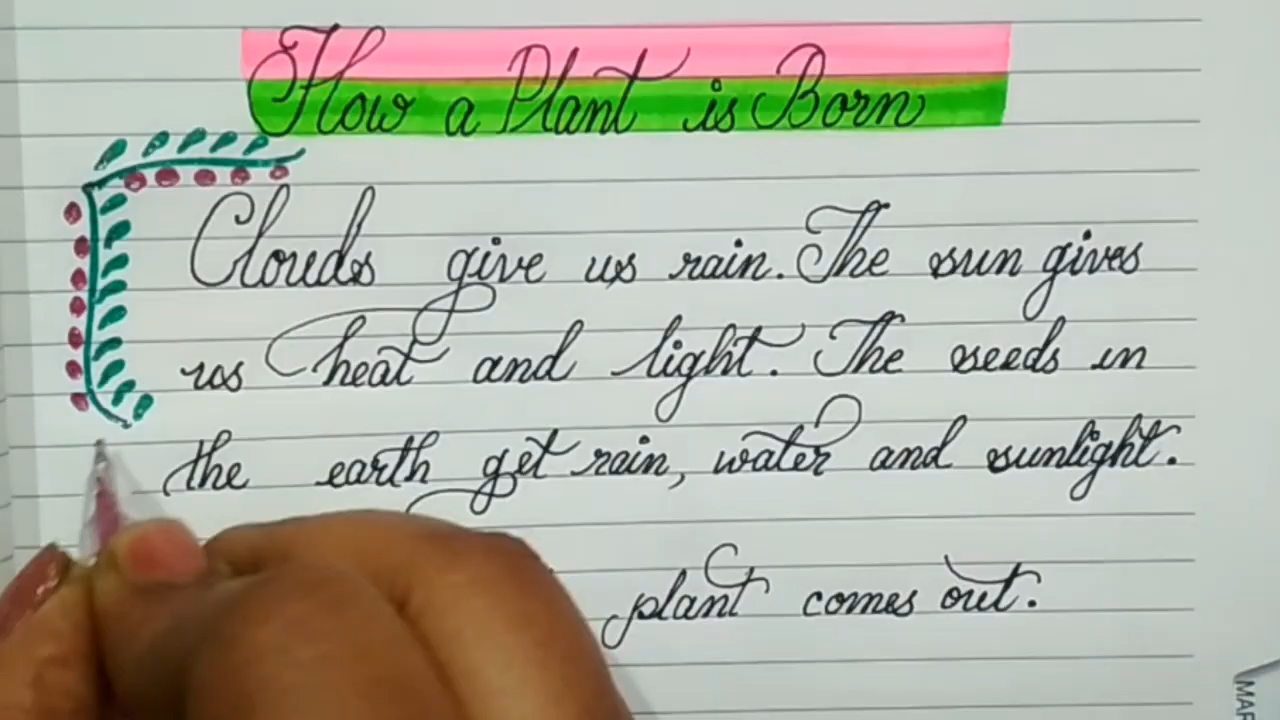 How a Plant is Born
Clouds give us rain. The sun gives
us heat and light. The seeds in
the earth get rain, water and sunlight.
plant comes out.
MAR